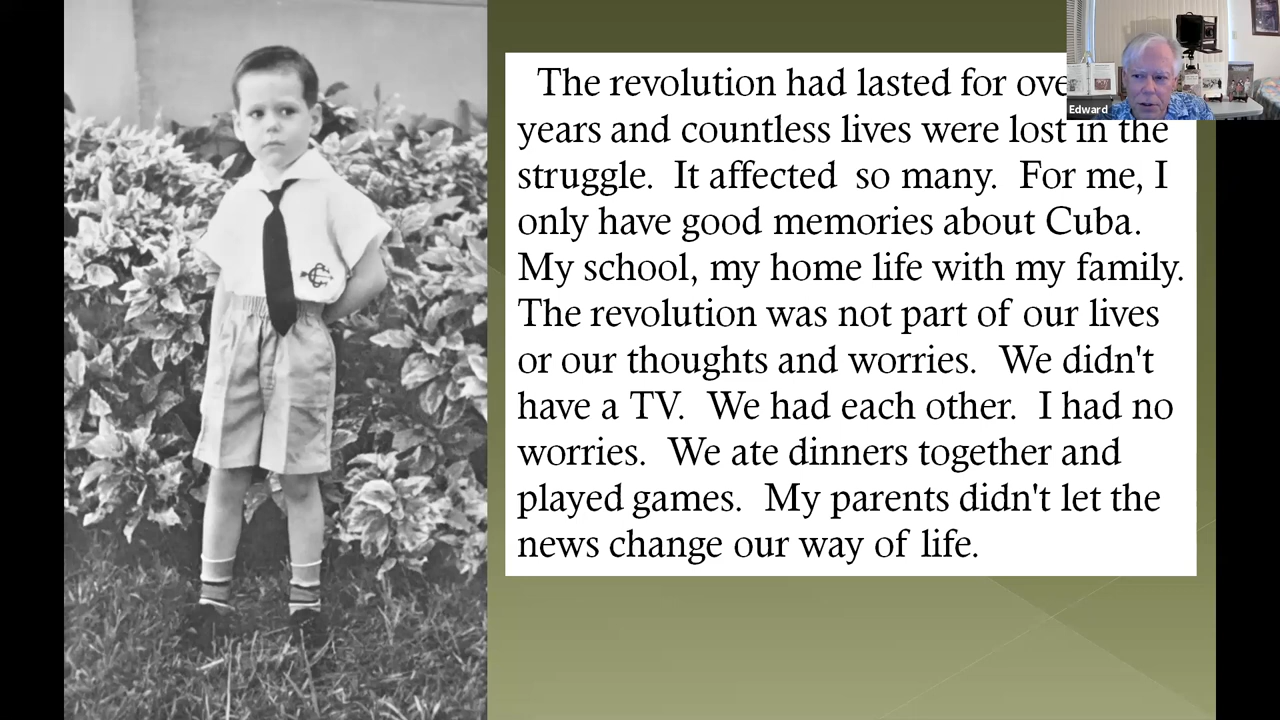 The revolution had lasted for
years and countless lives were lost in the
struggle. It affected so many. For me, I
only have good memories about Cuba.
My school, my home life with my family.
The revolution was not part of our lives
or our thoughts and worries. We didn't
have a TV. We had each other. I had no
worries. We ate dinners together and
played games. My parents didn't let the
news change our way of life.
Edward